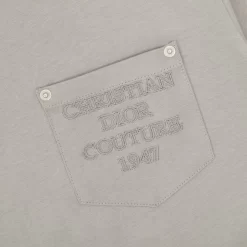 CHRISTIAN
DIOR
COUTURE
1947